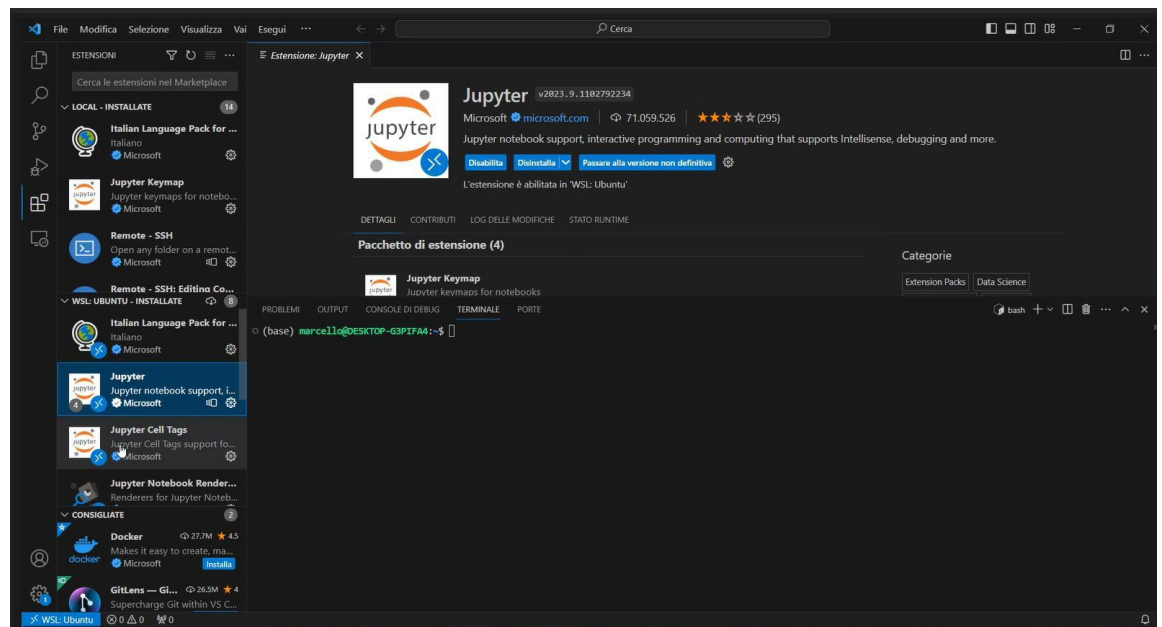 File Modifica Selezione Visualizza Vai Esegui ···
Cerca
ESTENSIONI
Cerca le estensioni nel Marketplace
LOCAL - INSTALLATE 14
Italian Language Pack for ...
Italiano
Microsoft
Jupyter Keymap
Jupyter keymaps for notebo...
Microsoft
Remote - SSH
Open any folder on a remot...
Microsoft
Remote - SSH: Editing Co...
WSL: UBUNTU - INSTALLATE 8
Italian Language Pack for ...
Italiano
Microsoft
Jupyter
Jupyter notebook support, i...
4 Microsoft
Jupyter Cell Tags
Jupyter Cell Tags support fo...
Microsoft
Jupyter Notebook Render...
Renderers for Jupyter Noteb...
CONSIGLIATE 2
Docker 27.7M ★ 4.5
Makes it easy to create, ma...
docker Microsoft Installa
GitLens — Gi... 26.5M ★ 4
Supercharge Git within VS C...
1
WSL: Ubuntu 0 0 0
Estensione: Jupyter
jupyter
Jupyter v2023.9.1102792234
Microsoft microsoft.com 71.059.526 (295)
Jupyter notebook support, interactive programming and computing that supports Intellisense, debugging and more.
Disabilita Disinstalla Passare alla versione non definitiva
L'estensione è abilitata in 'WSL: Ubuntu'
DETTAGLI CONTRIBUTI LOG DELLE MODIFICHE STATO RUNTIME
Pacchetto di estensione (4)
Jupyter Keymap
Jupyter keymaps for notebooks
Categorie
Extension Packs Data Science
PROBLEMI OUTPUT CONSOLE DI DEBUG TERMINALE PORTE
bash
(base) marcello@DESKTOP-G3PIFA4:~$